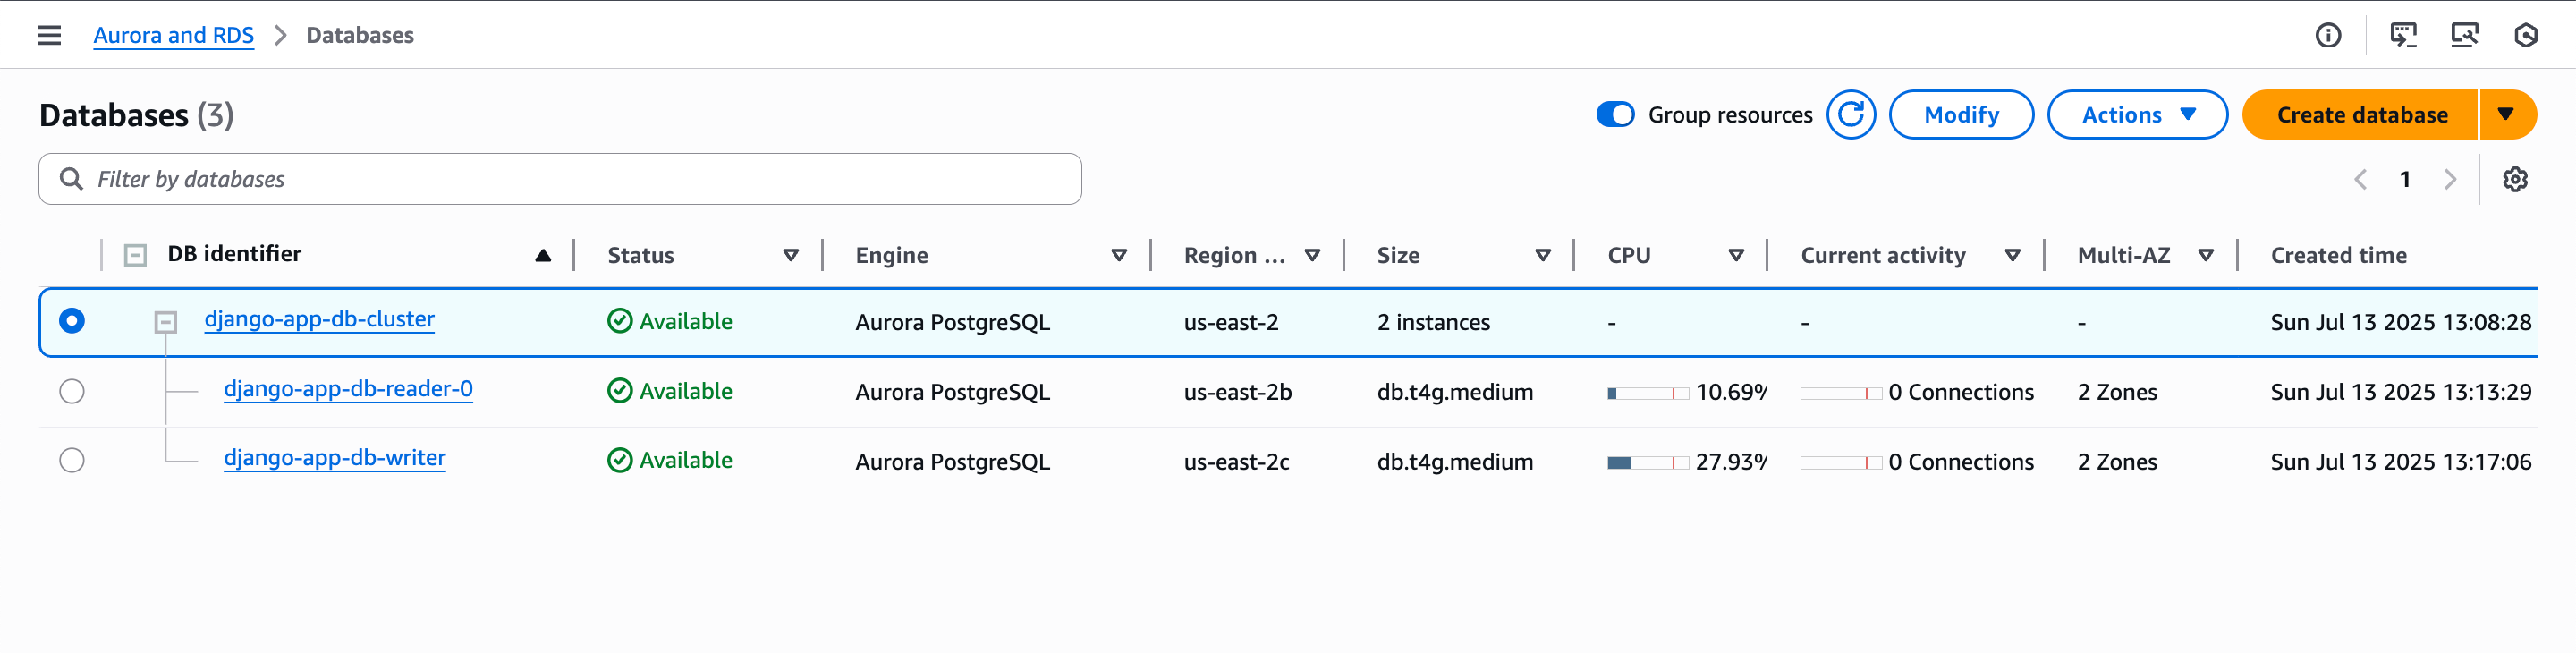 Aurora and RDS > Databases
Databases (3)
Group resources Modify Actions Create database
Filter by databases
1
DB identifier Status Engine Region ... Size CPU Current activity Multi-AZ Created time
django-app-db-cluster Available Aurora PostgreSQL us-east-2 2 instances - - - Sun Jul 13 2025 13:08:28
django-app-db-reader-0 Available Aurora PostgreSQL us-east-2b db.t4g.medium 10.69% 0 Connections 2 Zones Sun Jul 13 2025 13:13:29
django-app-db-writer Available Aurora PostgreSQL us-east-2c db.t4g.medium 27.93% 0 Connections 2 Zones Sun Jul 13 2025 13:17:06